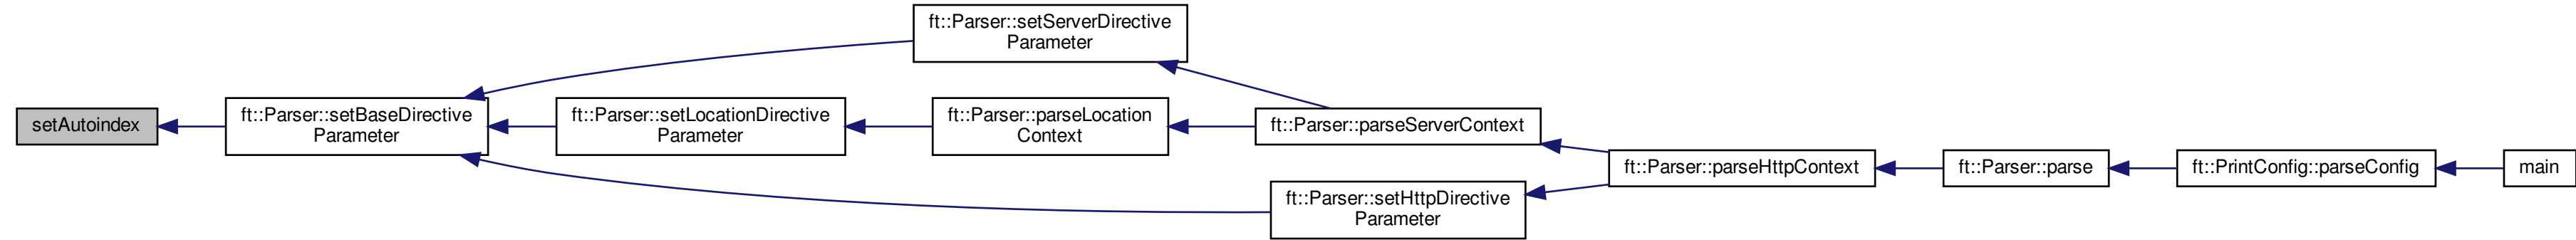 setAutoindex
ft::Parser::setBaseDirective
Parameter
ft::Parser::setServerDirective
Parameter
ft::Parser::setLocationDirective
Parameter
ft::Parser::parseLocation
Context
ft::Parser::parseServerContext
ft::Parser::setHttpDirective
Parameter
ft::Parser::parseHttpContext
ft::Parser::parse
ft::PrintConfig::parseConfig
main